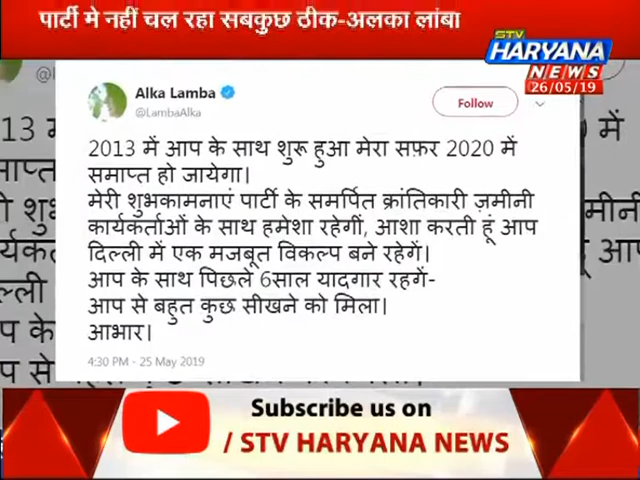 पार्टी मे नहीं चल रहा सबकुछ ठीक-अलका लांबा
STV
HARYANA
NEWS
26/05/19
Alka Lamba
@LambaAlka
Follow
2013 में आप के साथ शुरू हुआ मेरा सफ़र 2020 में
समाप्त हो जायेगा।
मेरी शुभकामनाएं पार्टी के समर्पित क्रांतिकारी ज़मीनी
कार्यकर्ताओं के साथ हमेशा रहेगीं, आशा करती हूं आप
दिल्ली में एक मजबूत विकल्प बने रहेगें।
आप के साथ पिछले 6साल यादगार रहगें-
आप से बहुत कुछ सीखने को मिला।
आभार।
4:30 PM - 25 May 2019
Subscribe us on
/ STV HARYANA NEWS